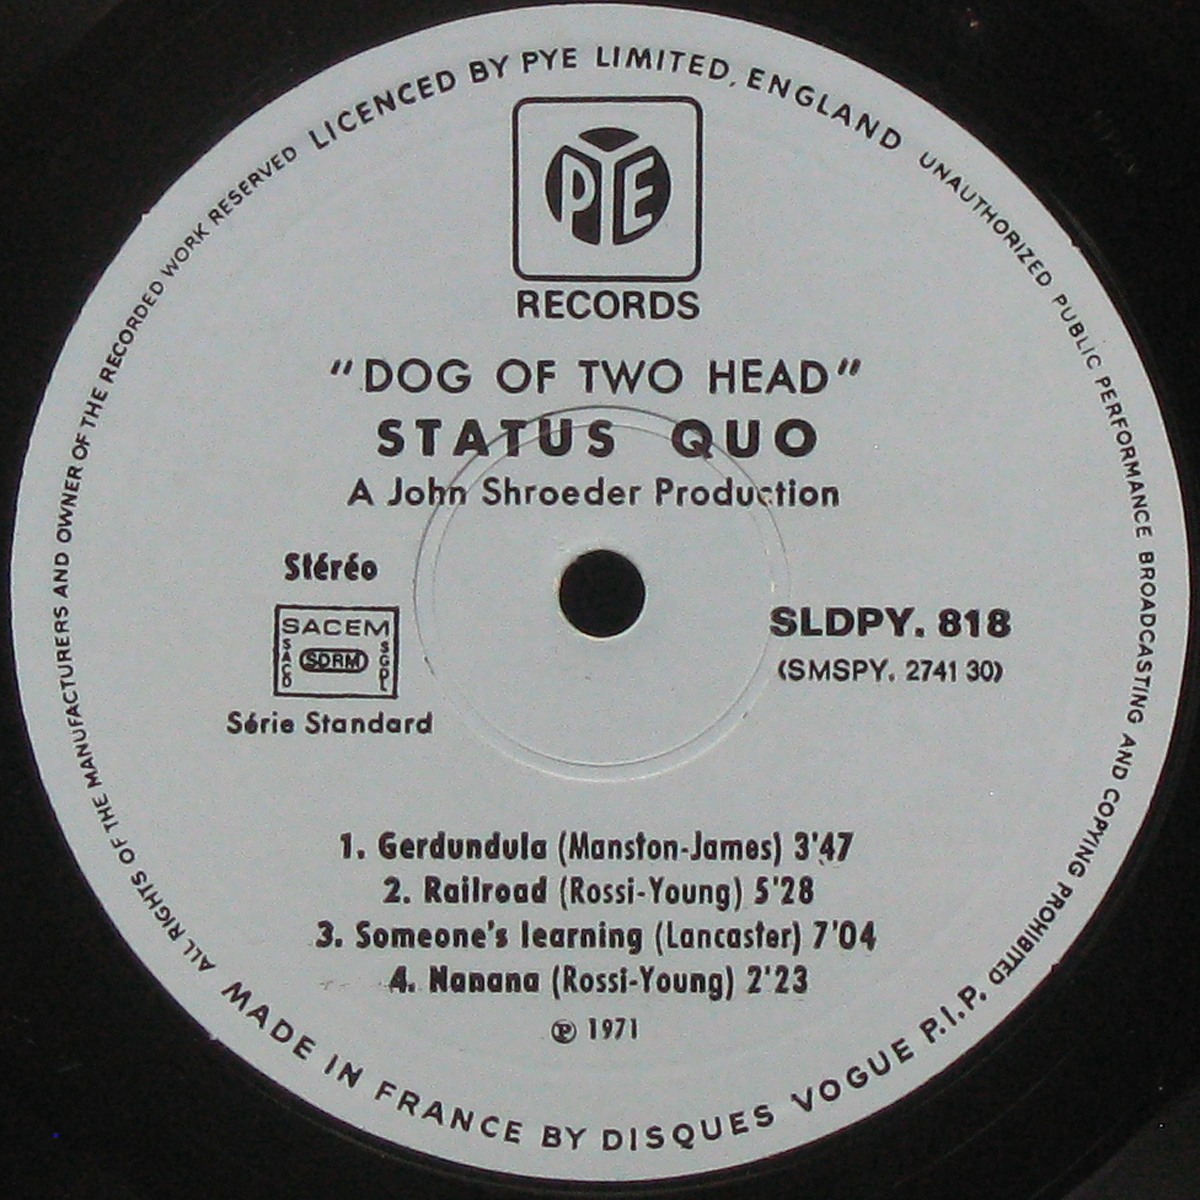 LICENCED BY PYE LIMITED, ENGLAND
UNAUTHORIZED PUBLIC PERFORMANCE BROADCASTING AND COPYING PROHIBITED
ALL RIGHTS OF THE MANUFACTURERS AND OWNER OF THE RECORDED WORK RESERVED
PYE
RECORDS
"DOG OF TWO HEAD"
STATUS QUO
A John Shroeder Production
Stéréo
SACEM
SACD SDRM SGDL
Série Standard
SLDPY. 818
(SMSPY. 2741 30)
1. Gerdundula (Manston-James) 3'47
2. Railroad (Rossi-Young) 5'28
3. Someone's learning (Lancaster) 7'04
4. Nanana (Rossi-Young) 2'23
℗ 1971
MADE IN FRANCE BY DISQUES VOGUE P.I.P.